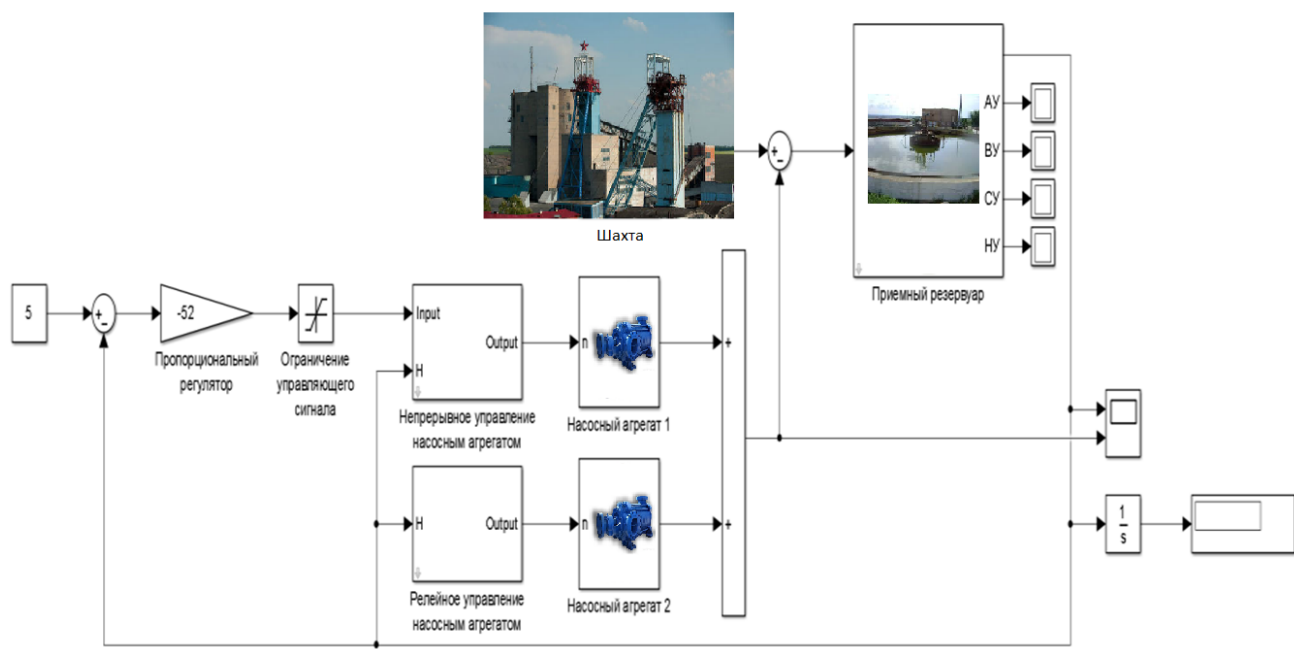 АУ
ВУ
СУ
НУ
Шахта
Приемный резервуар
5
+
−
-52
Пропорциональный
регулятор
Ограничение
управляющего
сигнала
Input
H
Output
Непрерывное управление
насосным агрегатом
n
Насосный агрегат 1
+
+
−
H
Output
Релейное управление
насосным агрегатом
n
Насосный агрегат 2
+
1
s